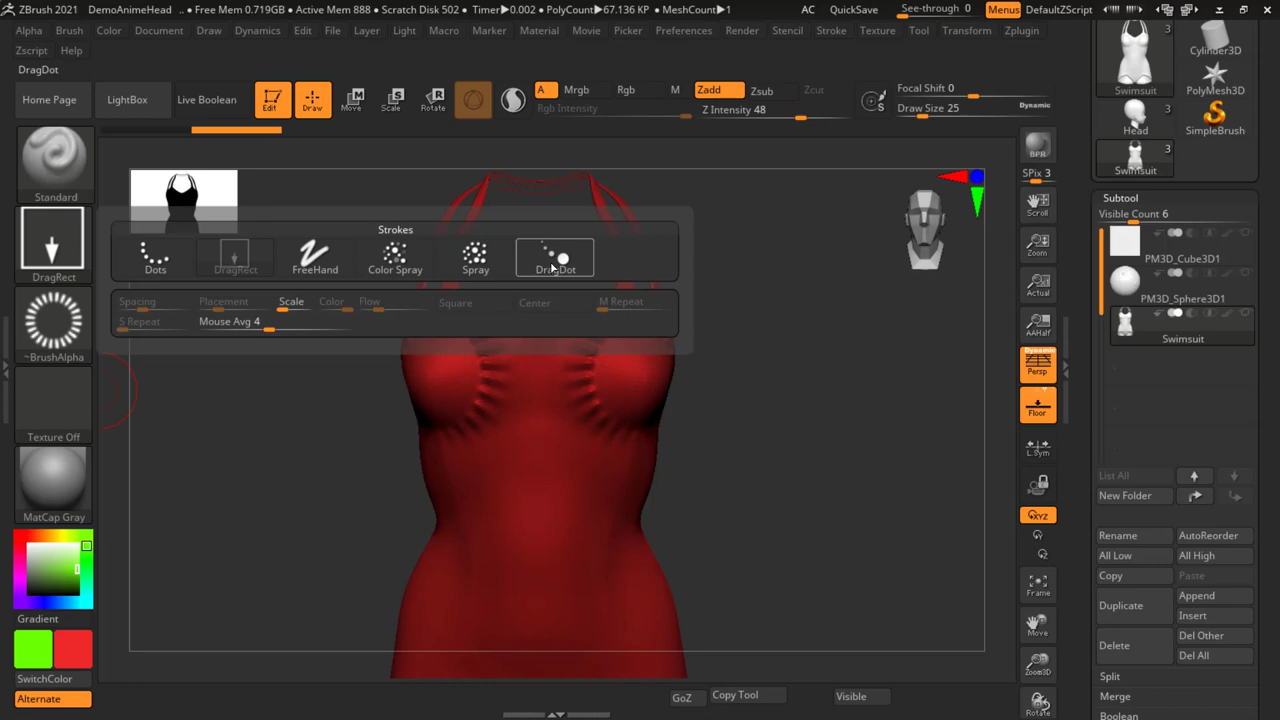 ZBrush 2021 DemoAnimeHead • Free Mem 0.719GB • Active Mem 888 • Scratch Disk 502 • Timer▶0.002 • PolyCount▶67.136 KP • MeshCount▶1 AC QuickSave See-through 0 Menus DefaultZScript
Alpha Brush Color Document Draw Dynamics Edit File Layer Light Macro Marker Material Movie Picker Preferences Render Stencil Stroke Texture Tool Transform Zplugin
Zscript Help
DragDot
Home Page LightBox Live Boolean Edit Draw Move Scale Rotate A Mrgb Rgb M Zadd Zsub Zcut Focal Shift 0
Rgb Intensity Z Intensity 48 Draw Size 25 Dynamic
S
3 Cylinder3D
Swimsuit PolyMesh3D
Head SimpleBrush
3
Swimsuit
Standard
DragRect
~BrushAlpha
Texture Off
MatCap Gray
Gradient
SwitchColor
Alternate
Strokes
Dots DragRect FreeHand Color Spray Spray DragDot
Spacing Placement Scale Color Flow Square Center M Repeat
S Repeat Mouse Avg 4
BPR
SPix 3
Scroll
Zoom
Actual
AAHalf
Dynamic
Persp
Floor
L.Sym
XYZ
Y
Z
Frame
Move
Zoom3D
Rotate
Subtool
Visible Count 6
PM3D_Cube3D1
PM3D_Sphere3D1
Swimsuit
List All
New Folder
Rename AutoReorder
All Low All High
Copy Paste
Duplicate Append
Insert
Delete Del Other
Del All
Split
Merge
Boolean
GoZ Copy Tool Visible